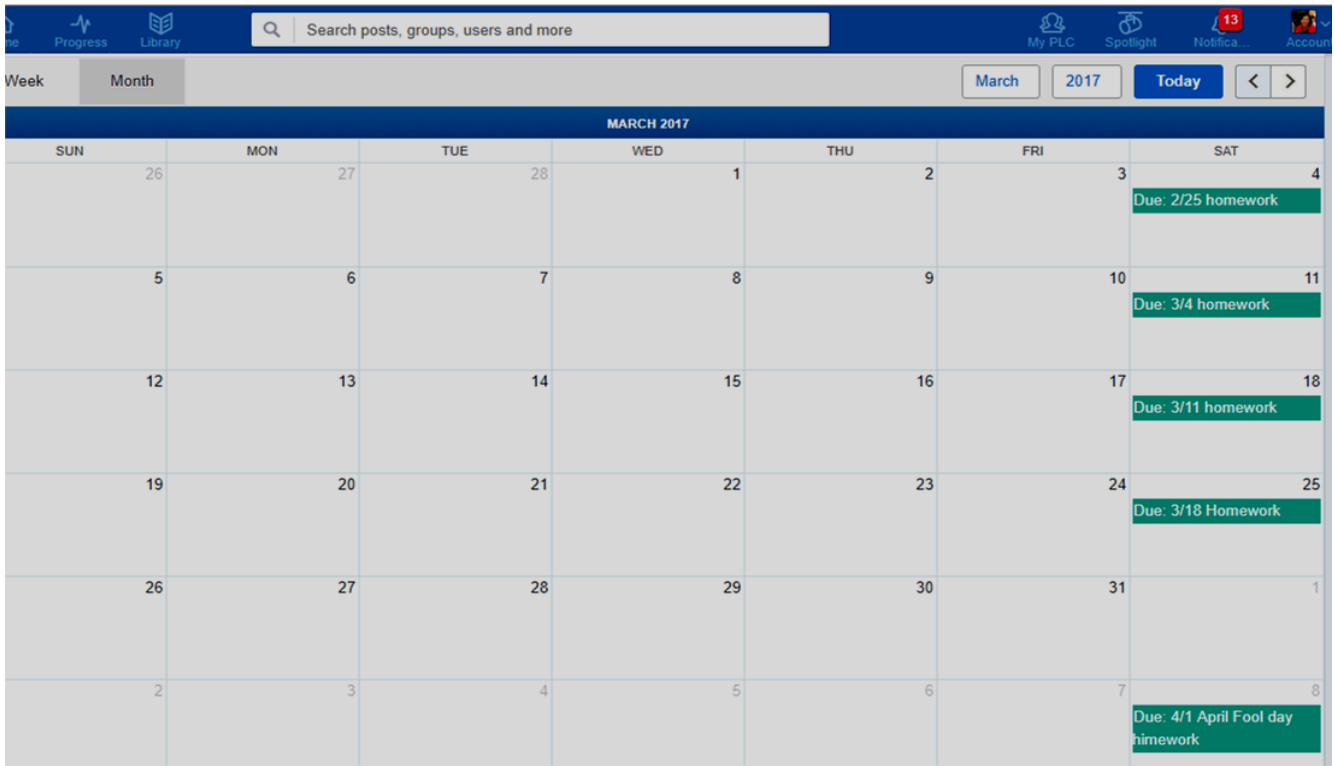 me Progress Library Search posts, groups, users and more My PLC Spotlight 13 Notifica... Accoun
Week Month March 2017 Today < >
MARCH 2017
SUN MON TUE WED THU FRI SAT
26 27 28 1 2 3 4
Due: 2/25 homework
5 6 7 8 9 10 11
Due: 3/4 homework
12 13 14 15 16 17 18
Due: 3/11 homework
19 20 21 22 23 24 25
Due: 3/18 Homework
26 27 28 29 30 31 1
2 3 4 5 6 7 8
Due: 4/1 April Fool day
himework